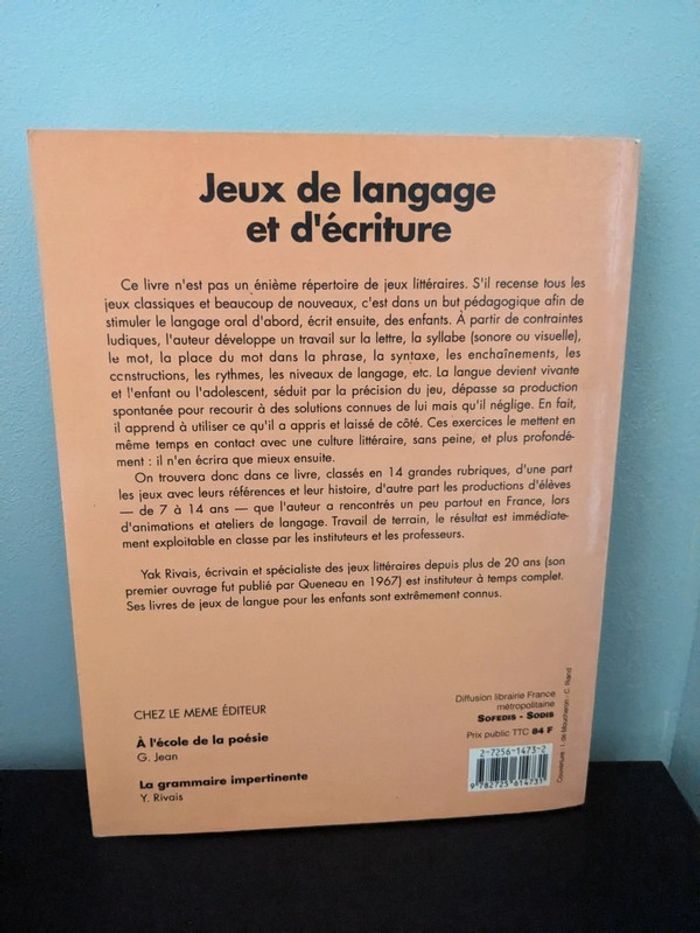 Jeux de langage
et d'écriture
Ce livre n'est pas un énième répertoire de jeux littéraires. S'il recense tous les
jeux classiques et beaucoup de nouveaux, c'est dans un but pédagogique afin de
stimuler le langage oral d'abord, écrit ensuite, des enfants. À partir de contraintes
ludiques, l'auteur développe un travail sur la lettre, la syllabe (sonore ou visuelle),
le mot, la place du mot dans la phrase, la syntaxe, les enchaînements, les
constructions, les rythmes, les niveaux de langage, etc. La langue devient vivante
et l'enfant ou l'adolescent, séduit par la précision du jeu, dépasse sa production
spontanée pour recourir à des solutions connues de lui mais qu'il néglige. En fait,
il apprend à utiliser ce qu'il a appris et laissé de côté. Ces exercices le mettent en
même temps en contact avec une culture littéraire, sans peine, et plus profondé-
ment : il n'en écrira que mieux ensuite.
On trouvera donc dans ce livre, classés en 14 grandes rubriques, d'une part
les jeux avec leurs références et leur histoire, d'autre part les productions d'élèves
— de 7 à 14 ans — que l'auteur a rencontrés un peu partout en France, lors
d'animations et ateliers de langage. Travail de terrain, le résultat est immédiate-
ment exploitable en classe par les instituteurs et les professeurs.
Yak Rivais, écrivain et spécialiste des jeux littéraires depuis plus de 20 ans (son
premier ouvrage fut publié par Queneau en 1967) est instituteur à temps complet.
Ses livres de jeux de langue pour les enfants sont extrêmement connus.
CHEZ LE MEME ÉDITEUR
À l'école de la poésie
G. Jean
La grammaire impertinente
Y. Rivais
Diffusion librairie France
métropolitaine
SOFEDIS - SODIS
Prix public TTC 84 F
2-7256-1473-2
9 782725 614731
Couverture : I. de Moucheron - C. Riand